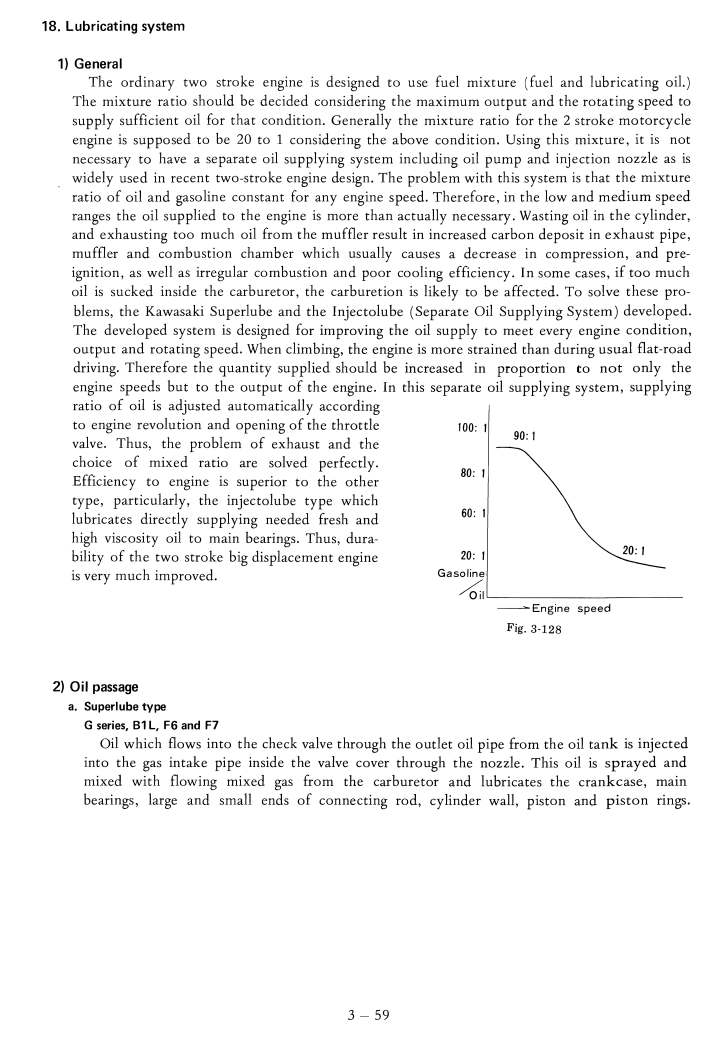 18. Lubricating system
1) General
The ordinary two stroke engine is designed to use fuel mixture (fuel and lubricating oil.)
The mixture ratio should be decided considering the maximum output and the rotating speed to
supply sufficient oil for that condition. Generally the mixture ratio for the 2 stroke motorcycle
engine is supposed to be 20 to 1 considering the above condition. Using this mixture, it is not
necessary to have a separate oil supplying system including oil pump and injection nozzle as is
widely used in recent two-stroke engine design. The problem with this system is that the mixture
ratio of oil and gasoline constant for any engine speed. Therefore, in the low and medium speed
ranges the oil supplied to the engine is more than actually necessary. Wasting oil in the cylinder,
and exhausting too much oil from the muffler result in increased carbon deposit in exhaust pipe,
muffler and combustion chamber which usually causes a decrease in compression, and pre-
ignition, as well as irregular combustion and poor cooling efficiency. In some cases, if too much
oil is sucked inside the carburetor, the carburetion is likely to be affected. To solve these pro-
blems, the Kawasaki Superlube and the Injectolube (Separate Oil Supplying System) developed.
The developed system is designed for improving the oil supply to meet every engine condition,
output and rotating speed. When climbing, the engine is more strained than during usual flat-road
driving. Therefore the quantity supplied should be increased in proportion to not only the
engine speeds but to the output of the engine. In this separate oil supplying system, supplying
ratio of oil is adjusted automatically according
to engine revolution and opening of the throttle
valve. Thus, the problem of exhaust and the
choice of mixed ratio are solved perfectly.
Efficiency to engine is superior to the other
type, particularly, the injectolube type which
lubricates directly supplying needed fresh and
high viscosity oil to main bearings. Thus, dura-
bility of the two stroke big displacement engine
is very much improved.
100: 1
90: 1
80: 1
60: 1
20: 1
20: 1
Gasoline
Oil
Engine speed
Fig. 3-128
2) Oil passage
a. Superlube type
G series, B1L, F6 and F7
Oil which flows into the check valve through the outlet oil pipe from the oil tank is injected
into the gas intake pipe inside the valve cover through the nozzle. This oil is sprayed and
mixed with flowing mixed gas from the carburetor and lubricates the crankcase, main
bearings, large and small ends of connecting rod, cylinder wall, piston and piston rings.
3 – 59